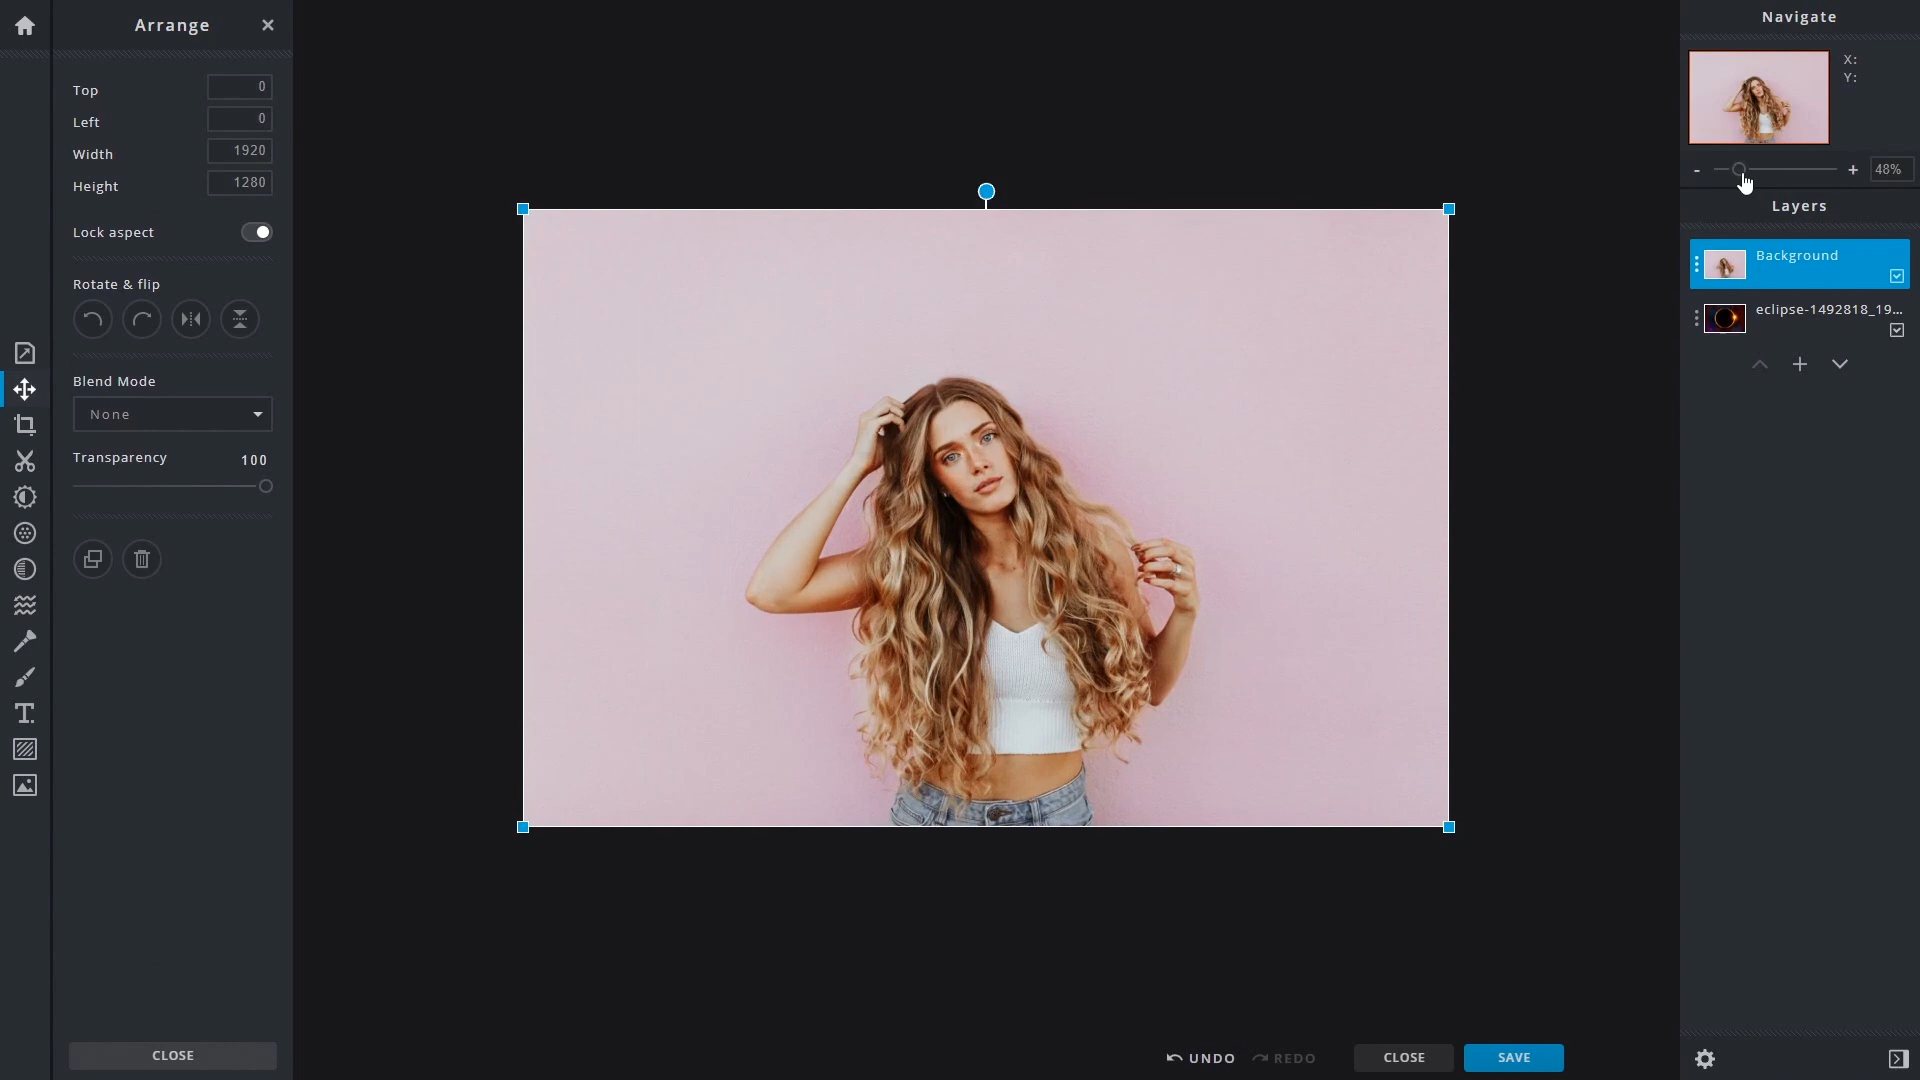 Arrange
Top 0
Left 0
Width 1920
Height 1280
Lock aspect
Rotate & flip
Blend Mode
None
Transparency 100
CLOSE
UNDO
REDO
CLOSE
SAVE
Navigate
X:
Y:
- + 48%
Layers
Background
eclipse-1492818_19...